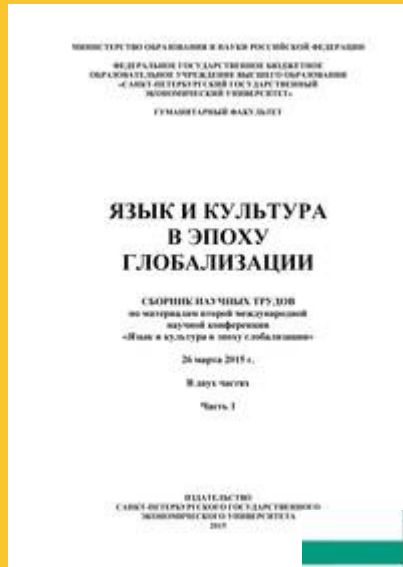 МИНИСТЕРСТВО ОБРАЗОВАНИЯ И НАУКИ РОССИЙСКОЙ ФЕДЕРАЦИИ
ФЕДЕРАЛЬНОЕ ГОСУДАРСТВЕННОЕ БЮДЖЕТНОЕ
ОБРАЗОВАТЕЛЬНОЕ УЧРЕЖДЕНИЕ ВЫСШЕГО ОБРАЗОВАНИЯ
«САНКТ-ПЕТЕРБУРГСКИЙ ГОСУДАРСТВЕННЫЙ
ЭКОНОМИЧЕСКИЙ УНИВЕРСИТЕТ»
ГУМАНИТАРНЫЙ ФАКУЛЬТЕТ
ЯЗЫК И КУЛЬТУРА
В ЭПОХУ
ГЛОБАЛИЗАЦИИ
СБОРНИК НАУЧНЫХ ТРУДОВ
по материалам второй международной
научной конференции
«Язык и культура в эпоху глобализации»
26 марта 2015 г.
В двух частях
Часть 1
ИЗДАТЕЛЬСТВО
САНКТ-ПЕТЕРБУРГСКОГО ГОСУДАРСТВЕННОГО
ЭКОНОМИЧЕСКОГО УНИВЕРСИТЕТА
2015